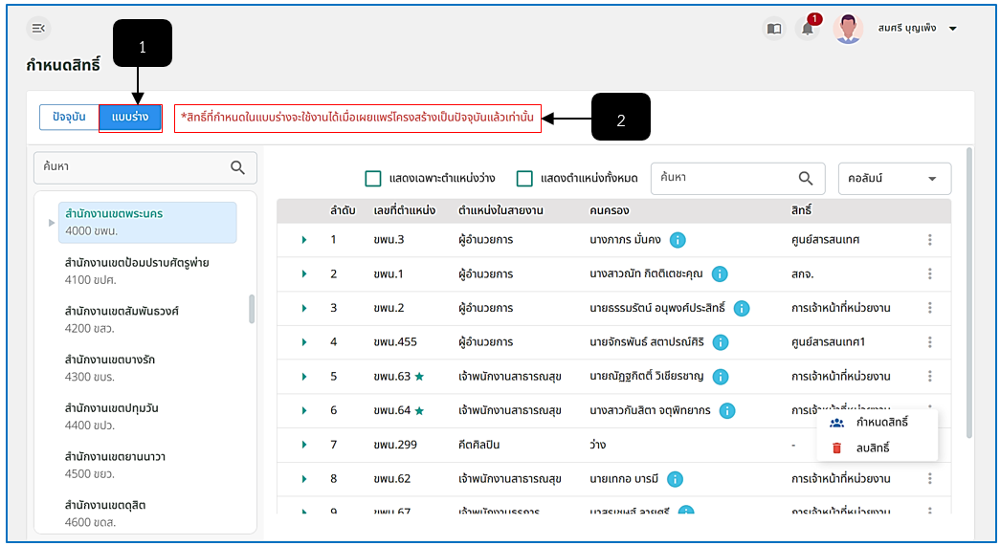 1
1
สมศรี บุญเพ็ง
กำหนดสิทธิ์
ปัจจุบัน แบบร่าง *สิทธิ์ที่กำหนดในแบบร่างจะใช้งานได้เมื่อเผยแพร่โครงสร้างเป็นปัจจุบันแล้วเท่านั้น 2
ค้นหา
สำนักงานเขตพระนคร
4000 ขพน.
สำนักงานเขตป้อมปราบศัตรูพ่าย
4100 ขปศ.
สำนักงานเขตสัมพันธวงศ์
4200 ขสว.
สำนักงานเขตบางรัก
4300 ขบร.
สำนักงานเขตปทุมวัน
4400 ขปว.
สำนักงานเขตยานนาวา
4500 ขยว.
สำนักงานเขตดุสิต
4600 ขดส.
แสดงเฉพาะตำแหน่งว่าง แสดงตำแหน่งทั้งหมด ค้นหา คอลัมน์
ลำดับ เลขที่ตำแหน่ง ตำแหน่งในสายงาน คนครอง สิทธิ์
1 ขพน.3 ผู้อำนวยการ นางภาภร มั่นคง ศูนย์สารสนเทศ
2 ขพน.1 ผู้อำนวยการ นางสาวณัท กิตติเตชะคุณ สกจ.
3 ขพน.2 ผู้อำนวยการ นายธรรมรัตน์ อนุพงศ์ประสิทธิ์ การเจ้าหน้าที่หน่วยงาน
4 ขพน.455 ผู้อำนวยการ นายจักรพันธ์ สตาปรณ์ศิริ ศูนย์สารสนเทศ1
5 ขพน.63 ★ เจ้าพนักงานสาธารณสุข นายณัฏฐกิตติ์ วิเชียรชาญ การเจ้าหน้าที่หน่วยงาน
6 ขพน.64 ★ เจ้าพนักงานสาธารณสุข นางสาวกันสิตา จตุพิทยากร การเจ้าหน้าที่หน่วยงาน
กำหนดสิทธิ์
ลบสิทธิ์
7 ขพน.299 คีตศิลปิน ว่าง -
8 ขพน.62 เจ้าพนักงานสาธารณสุข นายเทกอ บารมี การเจ้าหน้าที่หน่วยงาน
9 ขพน.67 เจ้าพนักงานธุรการ การเจ้าหน้าที่หน่วยงาน